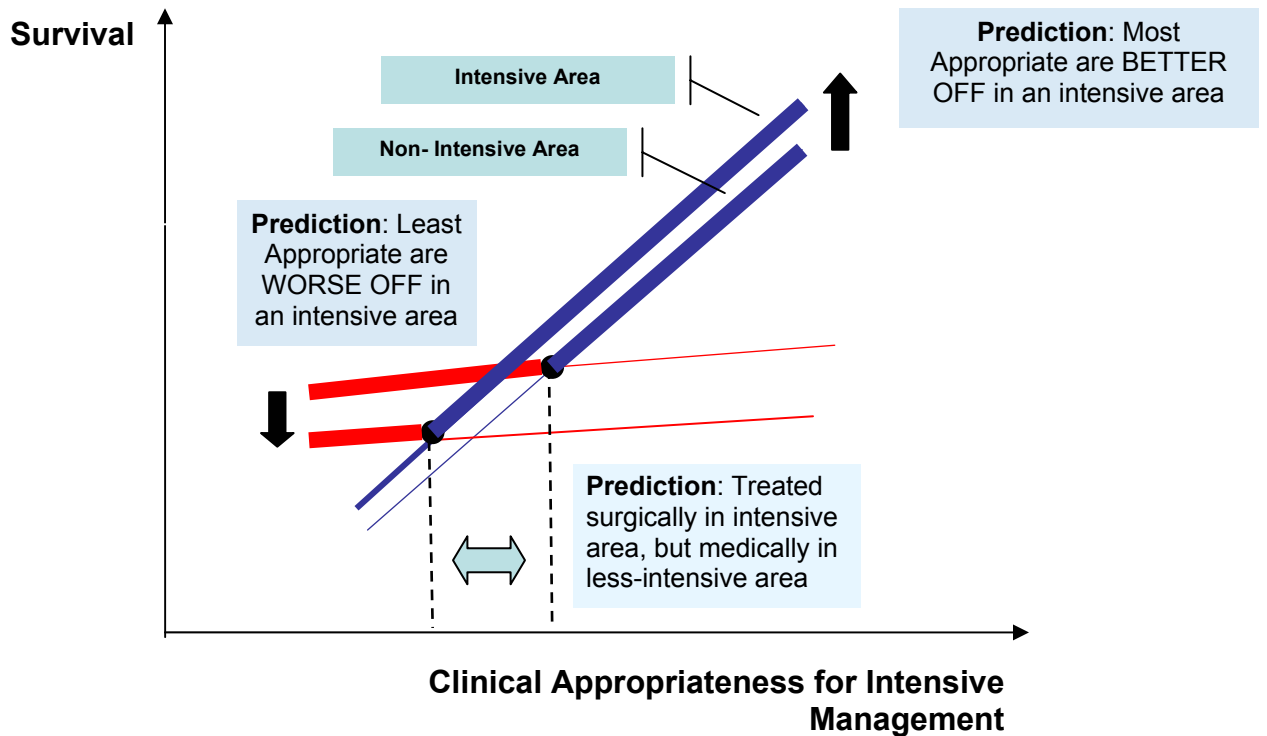 Survival
Prediction: Most
Appropriate are BETTER
OFF in an intensive area
Intensive Area
Non- Intensive Area
Prediction: Least
Appropriate are
WORSE OFF in
an intensive area
Prediction: Treated
surgically in intensive
area, but medically in
less-intensive area
Clinical Appropriateness for Intensive
Management